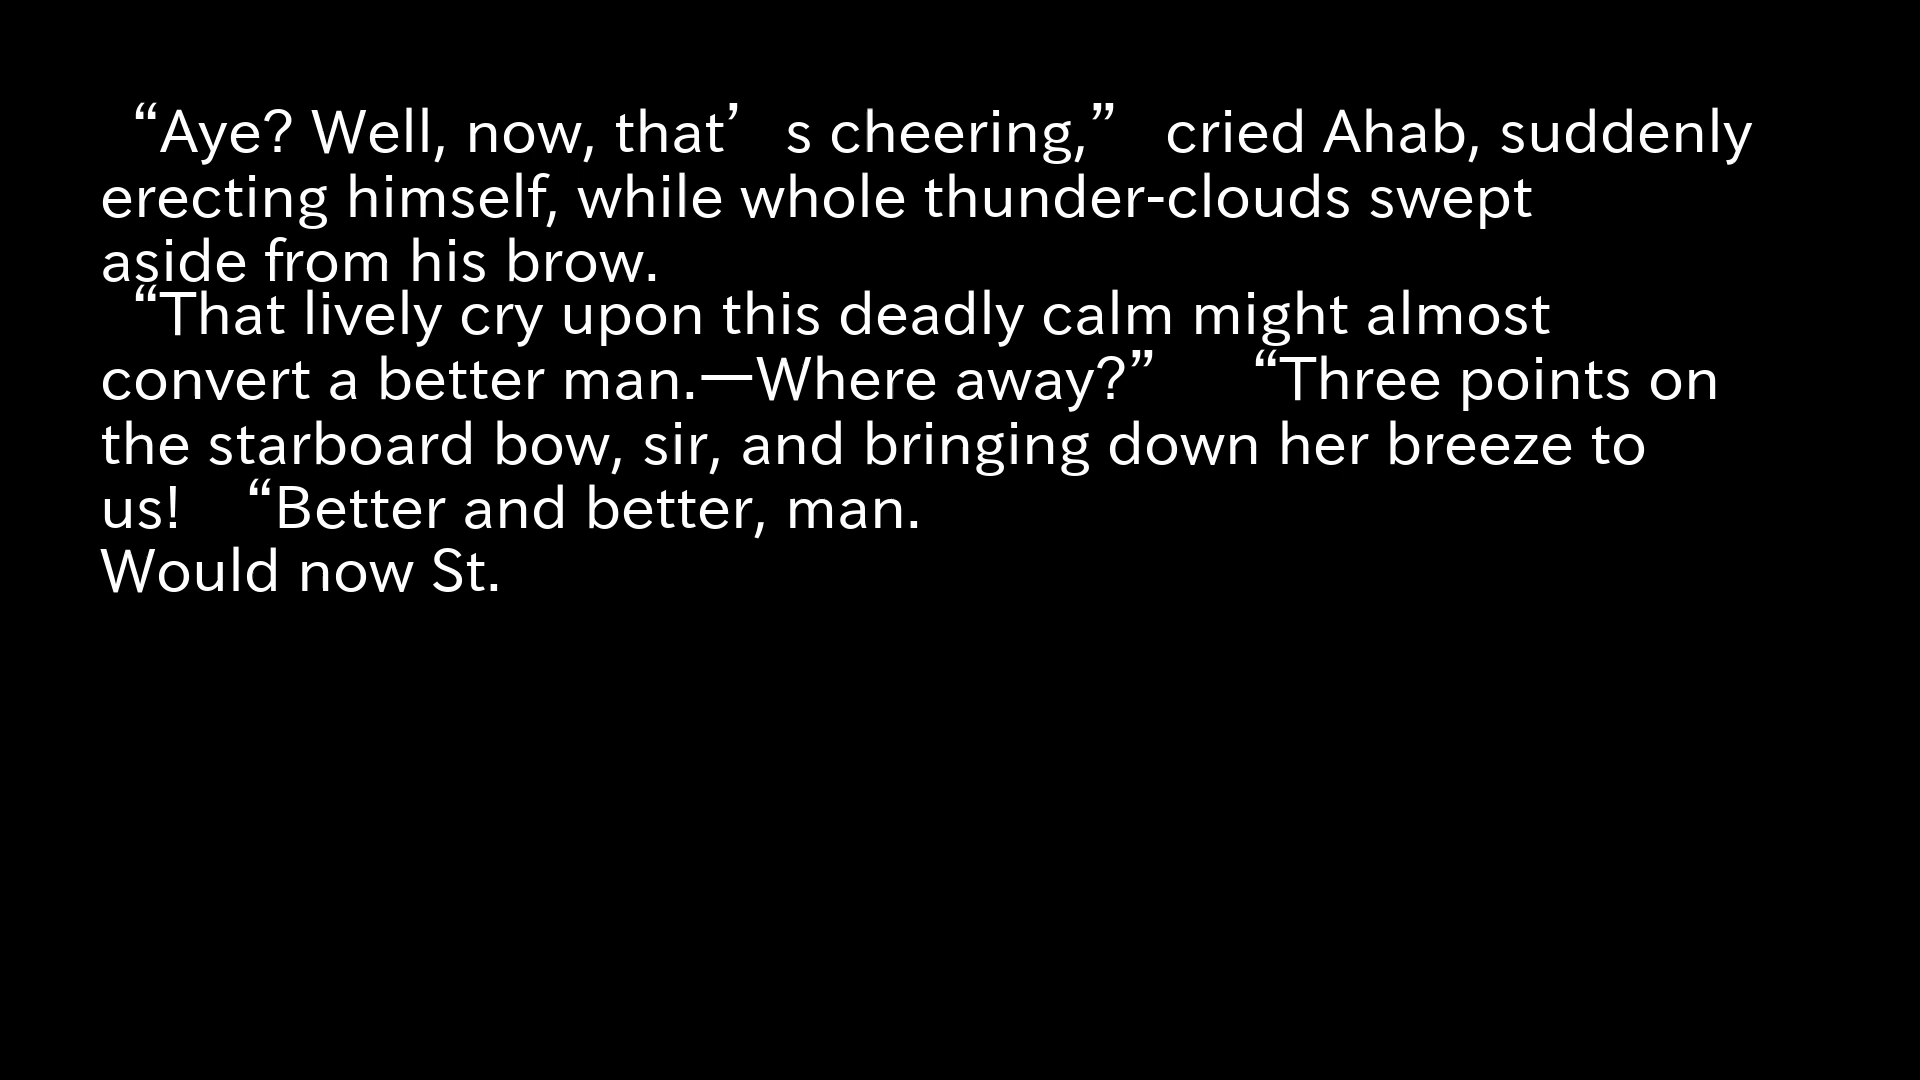 “Aye? Well, now, that’s cheering,” cried Ahab, suddenly
erecting himself, while whole thunder-clouds swept
aside from his brow.
“That lively cry upon this deadly calm might almost
convert a better man.—Where away?” “Three points on
the starboard bow, sir, and bringing down her breeze to
us! “Better and better, man.
Would now St.